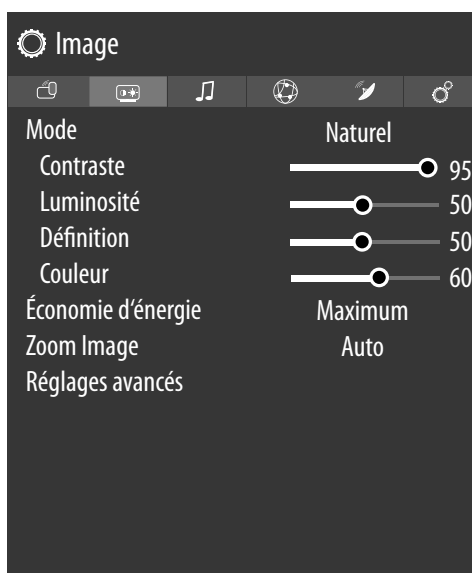 Image
Mode Naturel
Contraste 95
Luminosité 50
Définition 50
Couleur 60
Économie d‘énergie Maximum
Zoom Image Auto
Réglages avancés